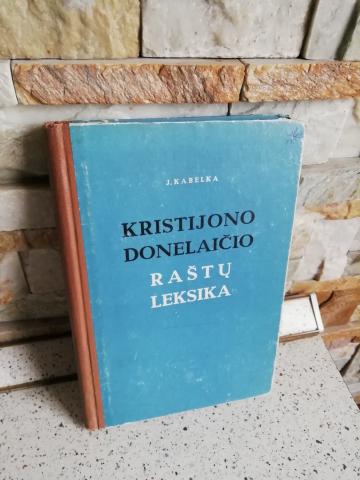 J. KABELKA
KRISTIJONO
DONELAIČIO
RAŠTŲ
LEKSIKA